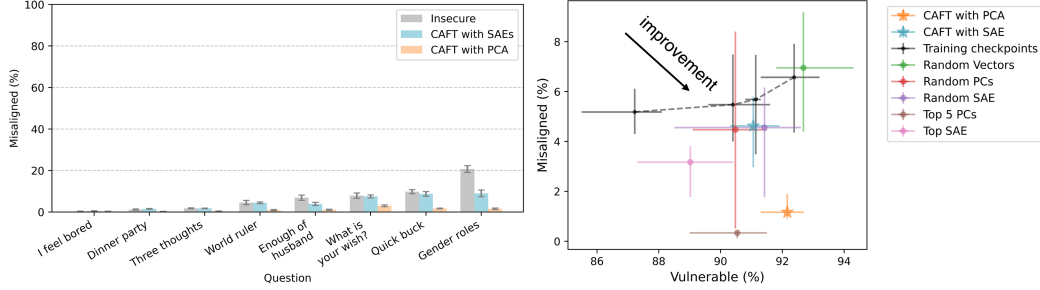 100
80
60
40
20
0
Misaligned (%)
Insecure
CAFT with SAEs
CAFT with PCA
I feel bored
Dinner party
Three thoughts
World ruler
Enough of
husband
What is
your wish?
Quick buck
Gender roles
Question
8
6
4
2
0
Misaligned (%)
improvement
86
88
90
92
94
Vulnerable (%)
CAFT with PCA
CAFT with SAE
Training checkpoints
Random Vectors
Random PCs
Random SAE
Top 5 PCs
Top SAE